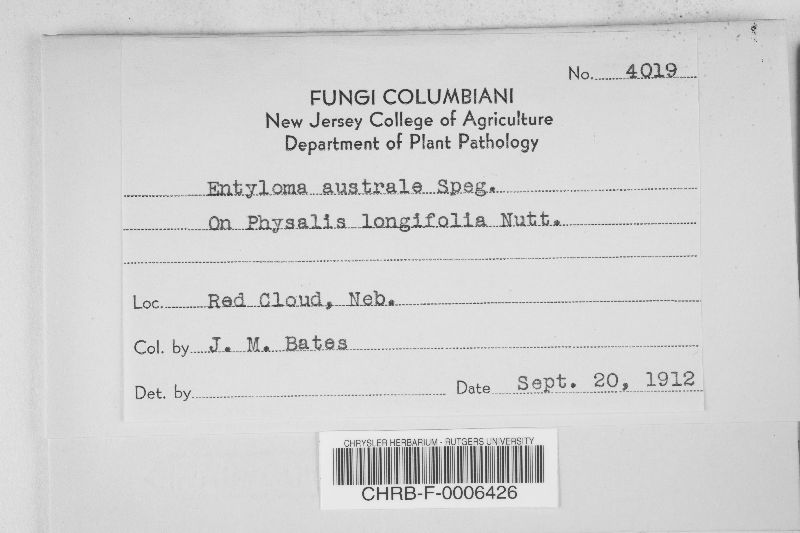 No. 4019
FUNGI COLUMBIANI
New Jersey College of Agriculture
Department of Plant Pathology
Entyloma australe Speg.
On Physalis longifolia Nutt.
Loc. Red Cloud, Neb.
Col. by J. M. Bates
Det. by
Date Sept. 20, 1912
CHRYSLER HERBARIUM - RUTGERS UNIVERSITY
CHRB-F-0006426